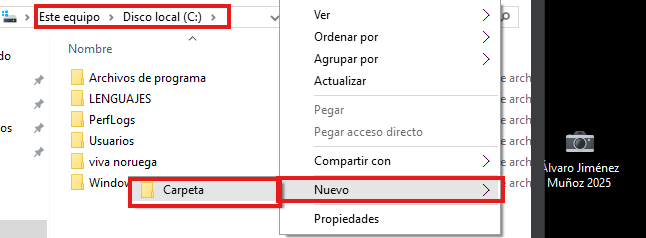 Este equipo > Disco local (C:) >
Ver
Ordenar por
Agrupar por
Actualizar
Pegar
Pegar acceso directo
Compartir con
Nuevo
Propiedades
Archivos de programa
LENGUAJES
PerfLogs
Usuarios
viva noruega
Window
Carpeta
e arch
e arch
e arch
e arch
e arch
e arch
do
os
Álvaro Jiménez
Muñoz 2025